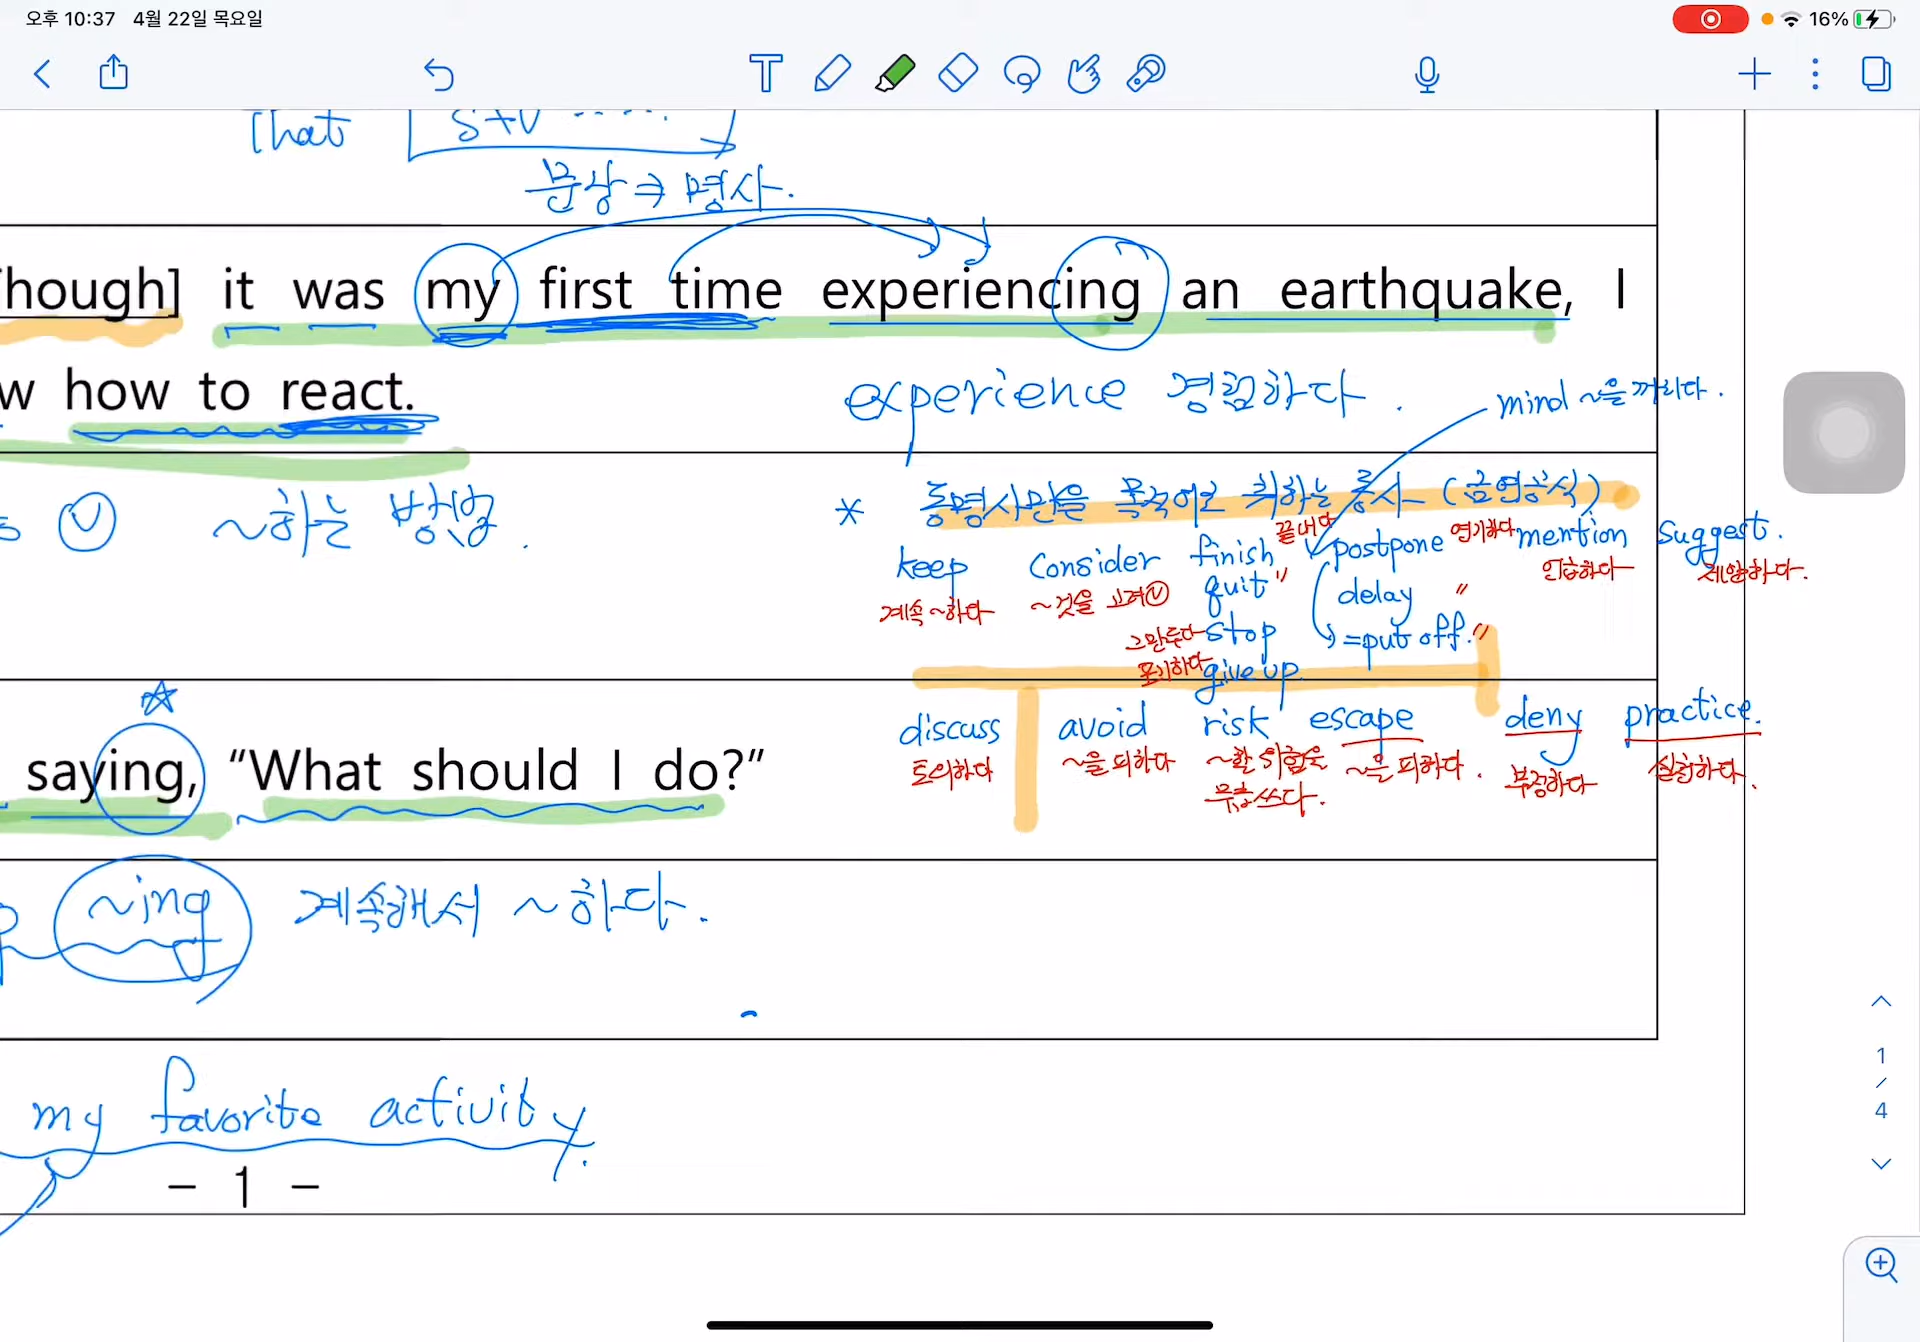 오후 10:37 4월 22일 목요일
16%
That S+V .....
문장 ⇒ 명사.
hough] it was my first time experiencing an earthquake, I
w how to react.
experience 경험하다.
mind ~을 꺼리다.
Ⓥ ~하는 방법.
* 동명사만을 목적어로 취하는 동사 (금연공식)
keep consider finish 끝내다 postpone 연기하다 mention suggest.
계속 ~하다 ~것을 고려Ⓥ quit " delay " 언급하다 제안하다.
그만두다 stop =put off. "
포기하다 give up.
discuss avoid risk escape deny practice.
토의하다 ~을 피하다 ~할 위험을 무릅쓰다. ~을 피하다. 부정하다 실천하다.
saying, “What should I do?”
~ing 계속해서 ~하다.
my favorite activity.
- 1 -
1
/
4